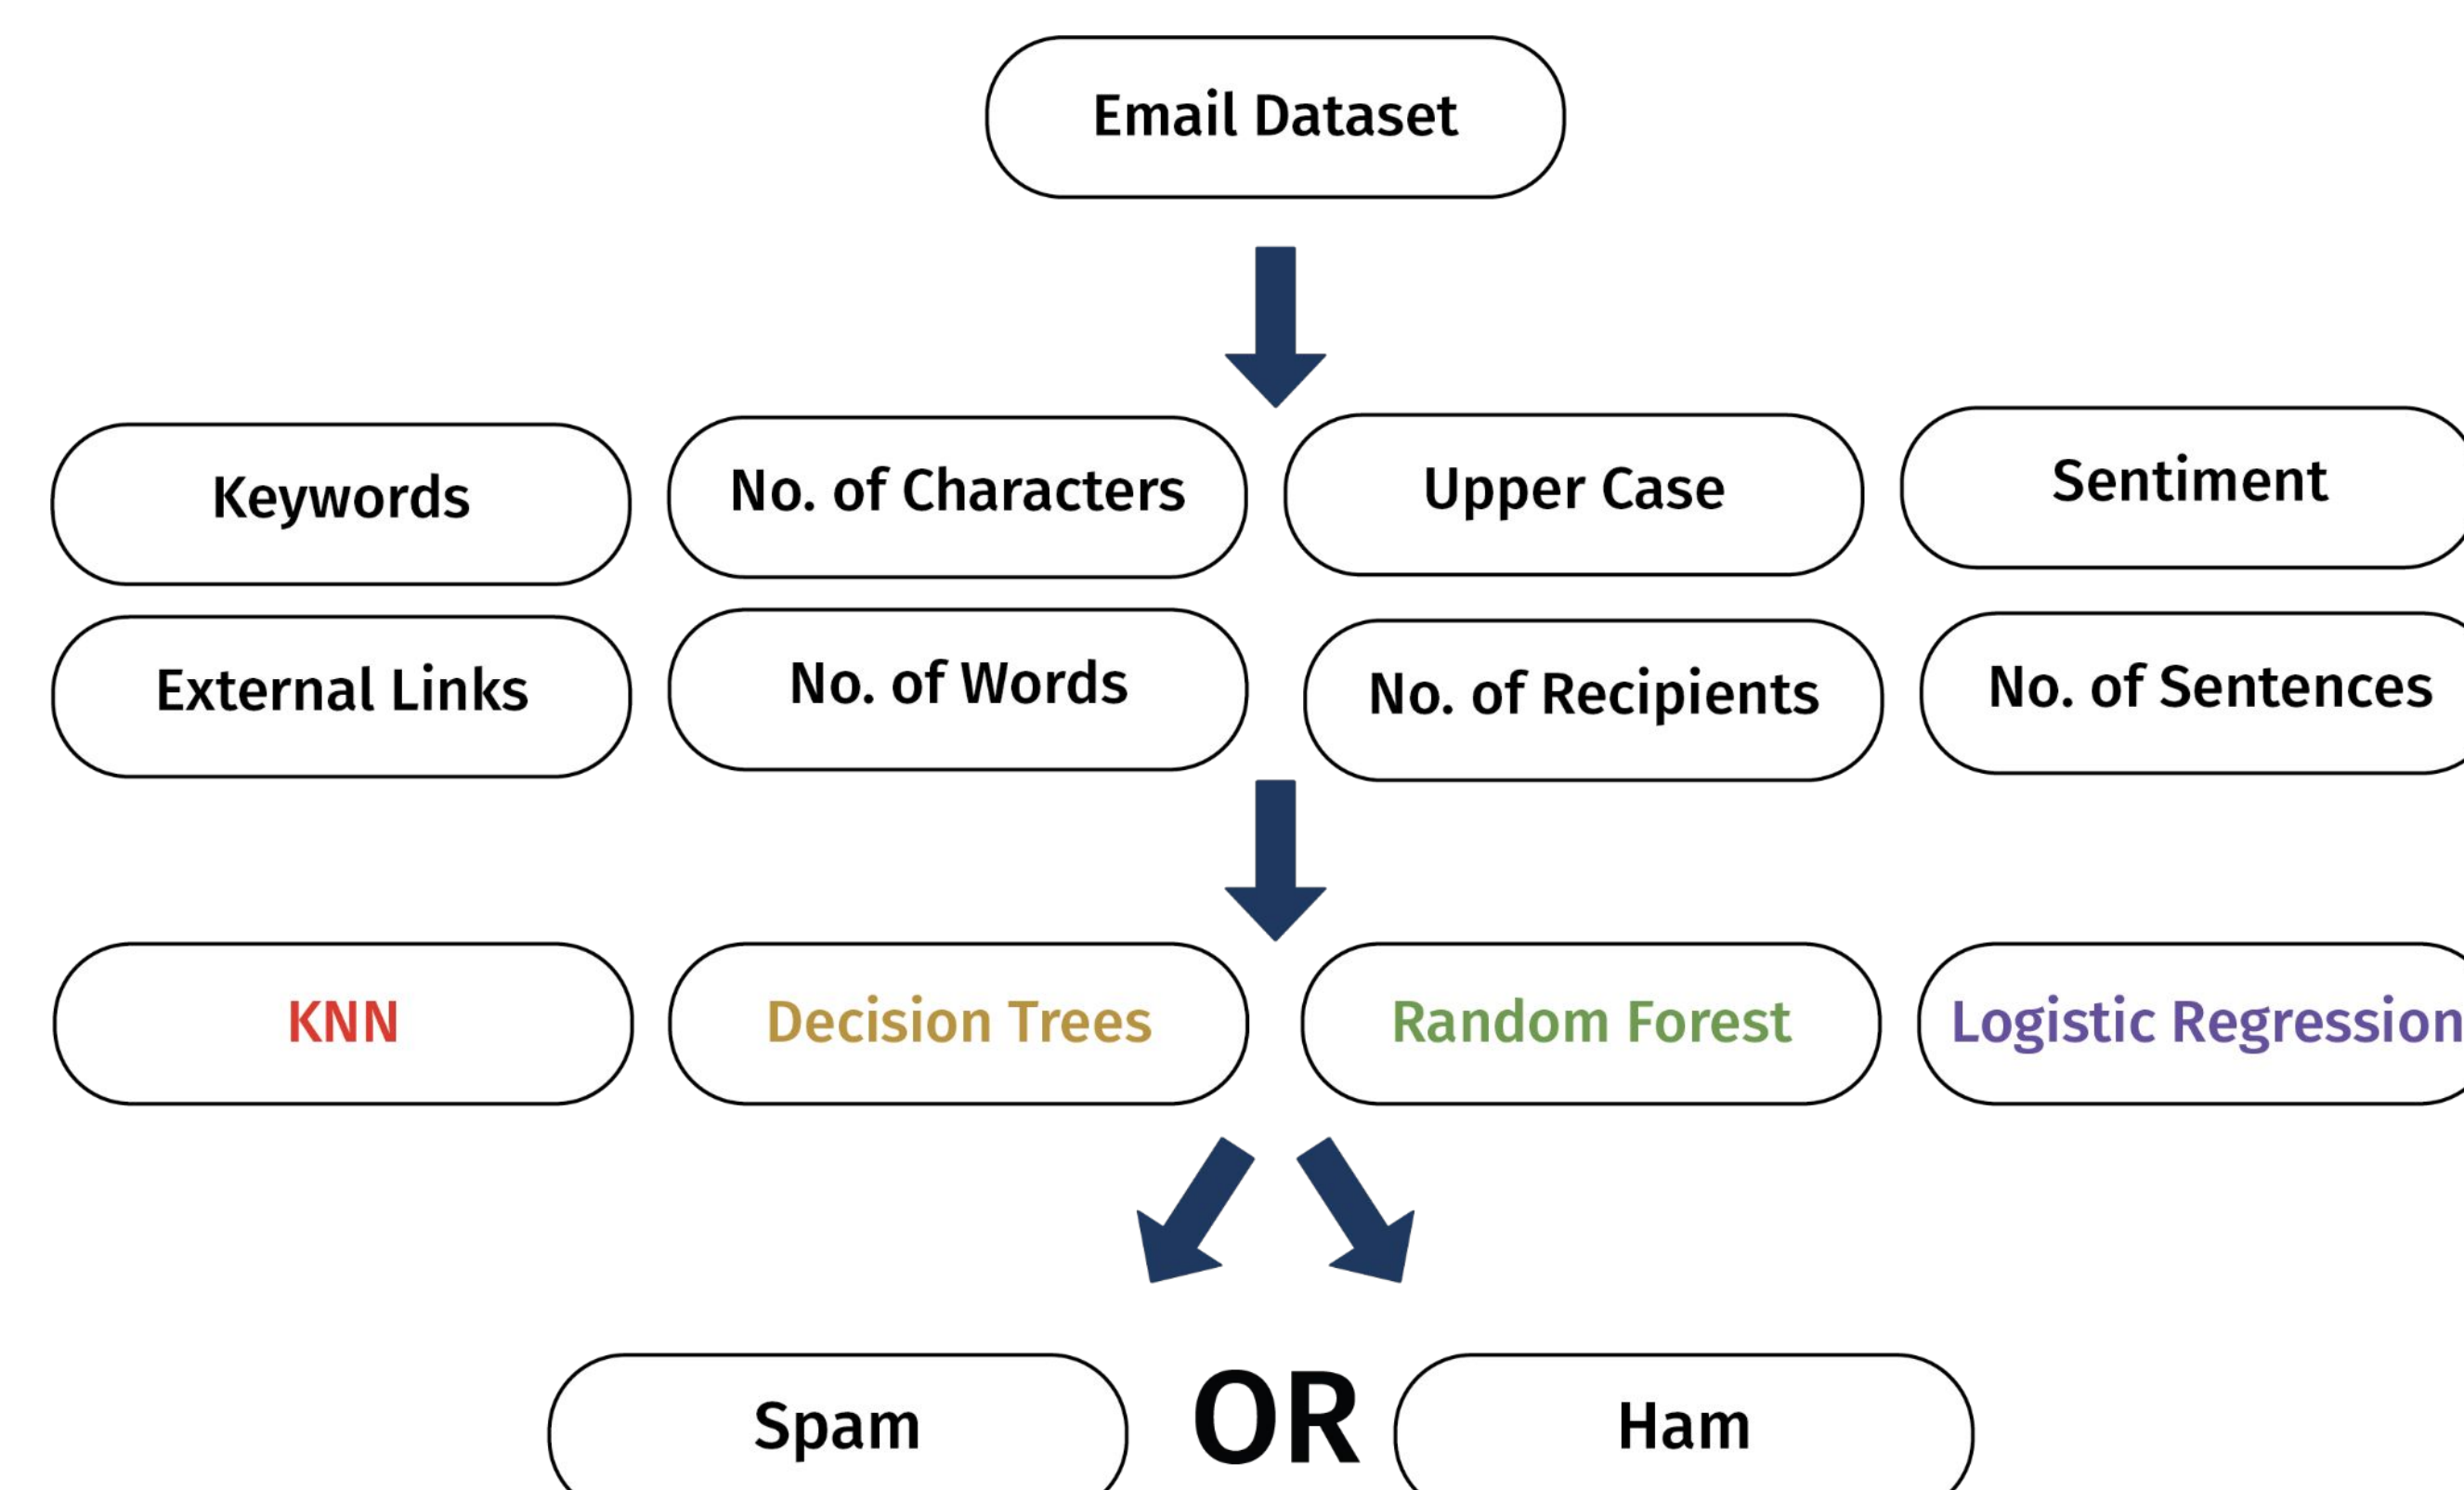 Email Dataset
Keywords
No. of Characters
Upper Case
Sentiment
External Links
No. of Words
No. of Recipients
No. of Sentences
KNN
Decision Trees
Random Forest
Logistic Regression
Spam
OR
Ham